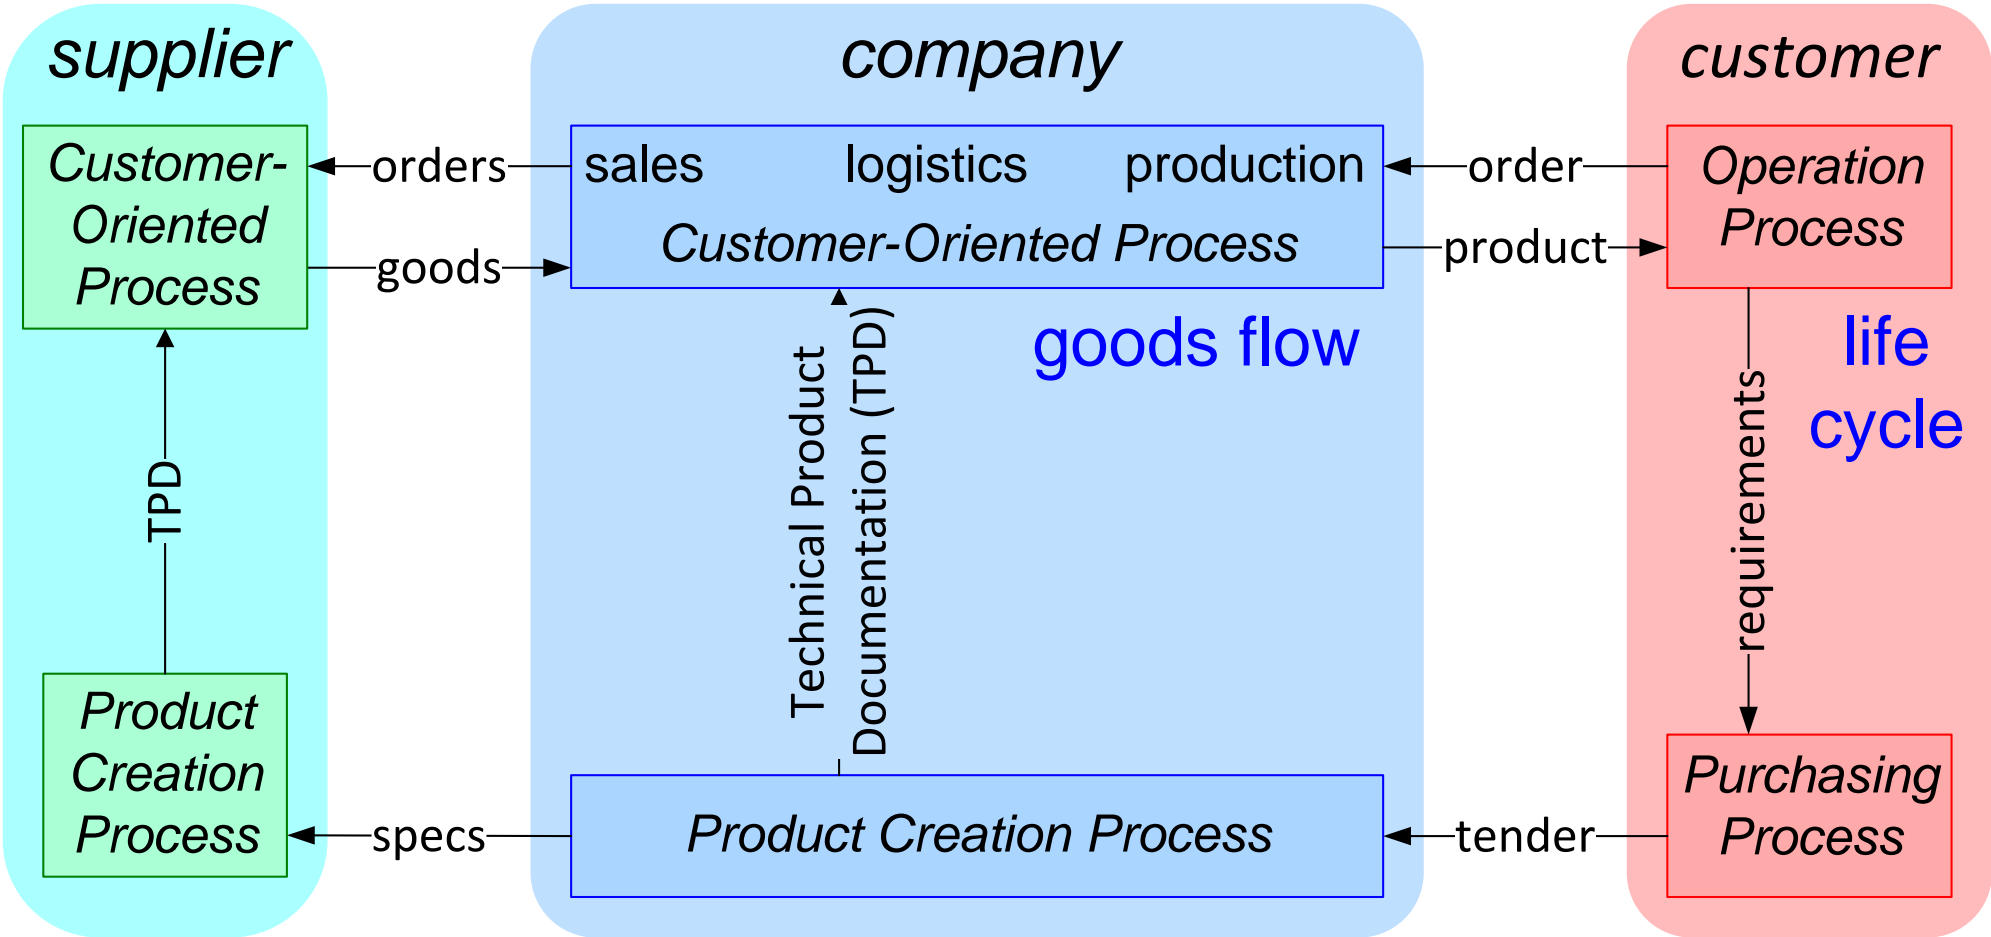 supplier
company
customer
Customer-
Oriented
Process
orders
goods
sales logistics production
Customer-Oriented Process
order
product
Operation
Process
goods flow
life
cycle
TPD
Technical Product
Documentation (TPD)
requirements
Product
Creation
Process
specs
Product Creation Process
tender
Purchasing
Process